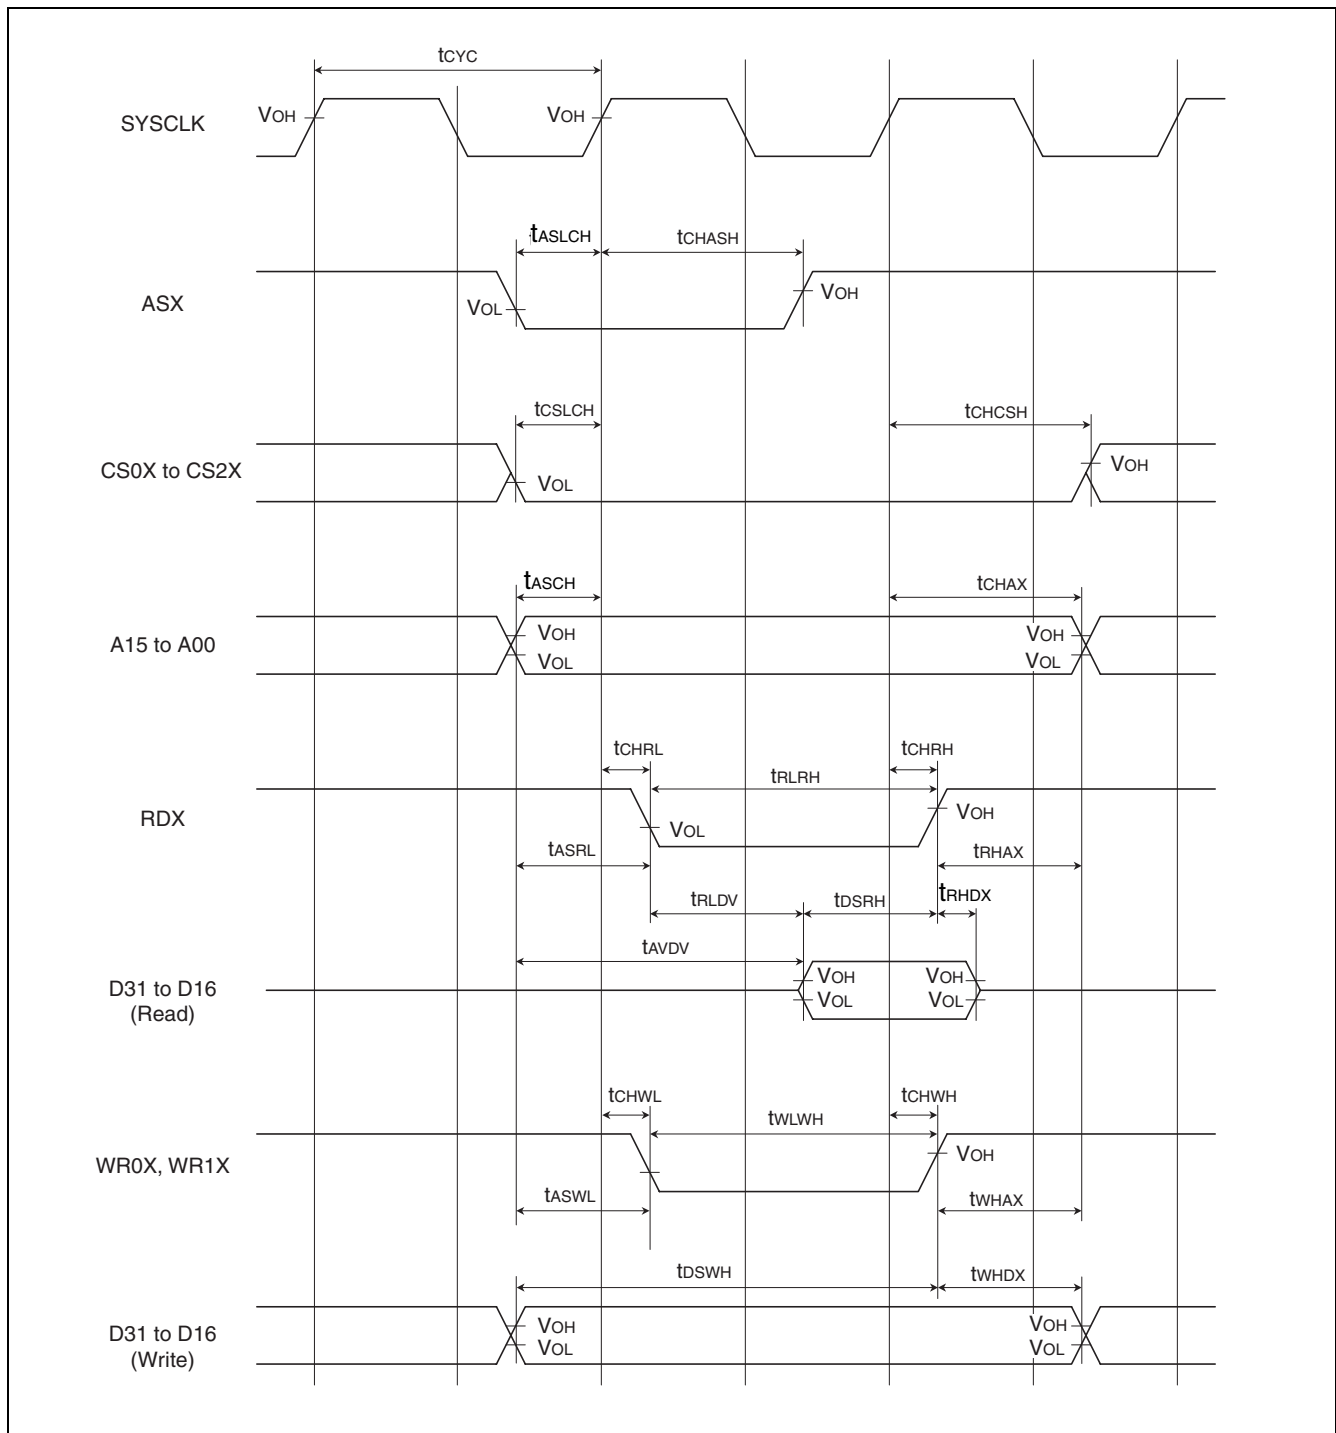 tCYC
SYSCLK
VOH
VOH
tASLCH
tCHASH
ASX
VOL
VOH
tCSLCH
tCHCSH
CS0X to CS2X
VOL
VOH
tASCH
tCHAX
A15 to A00
VOH
VOL
VOH
VOL
tCHRL
tCHRH
tRLRH
RDX
VOL
VOH
tASRL
tRHAX
tRLDV
tDSRH
tRHDX
tAVDV
D31 to D16
(Read)
VOH
VOL
VOH
VOL
tCHWL
tCHWH
tWLWH
WR0X, WR1X
VOH
tASWL
tWHAX
tDSWH
tWHDX
D31 to D16
(Write)
VOH
VOL
VOH
VOL